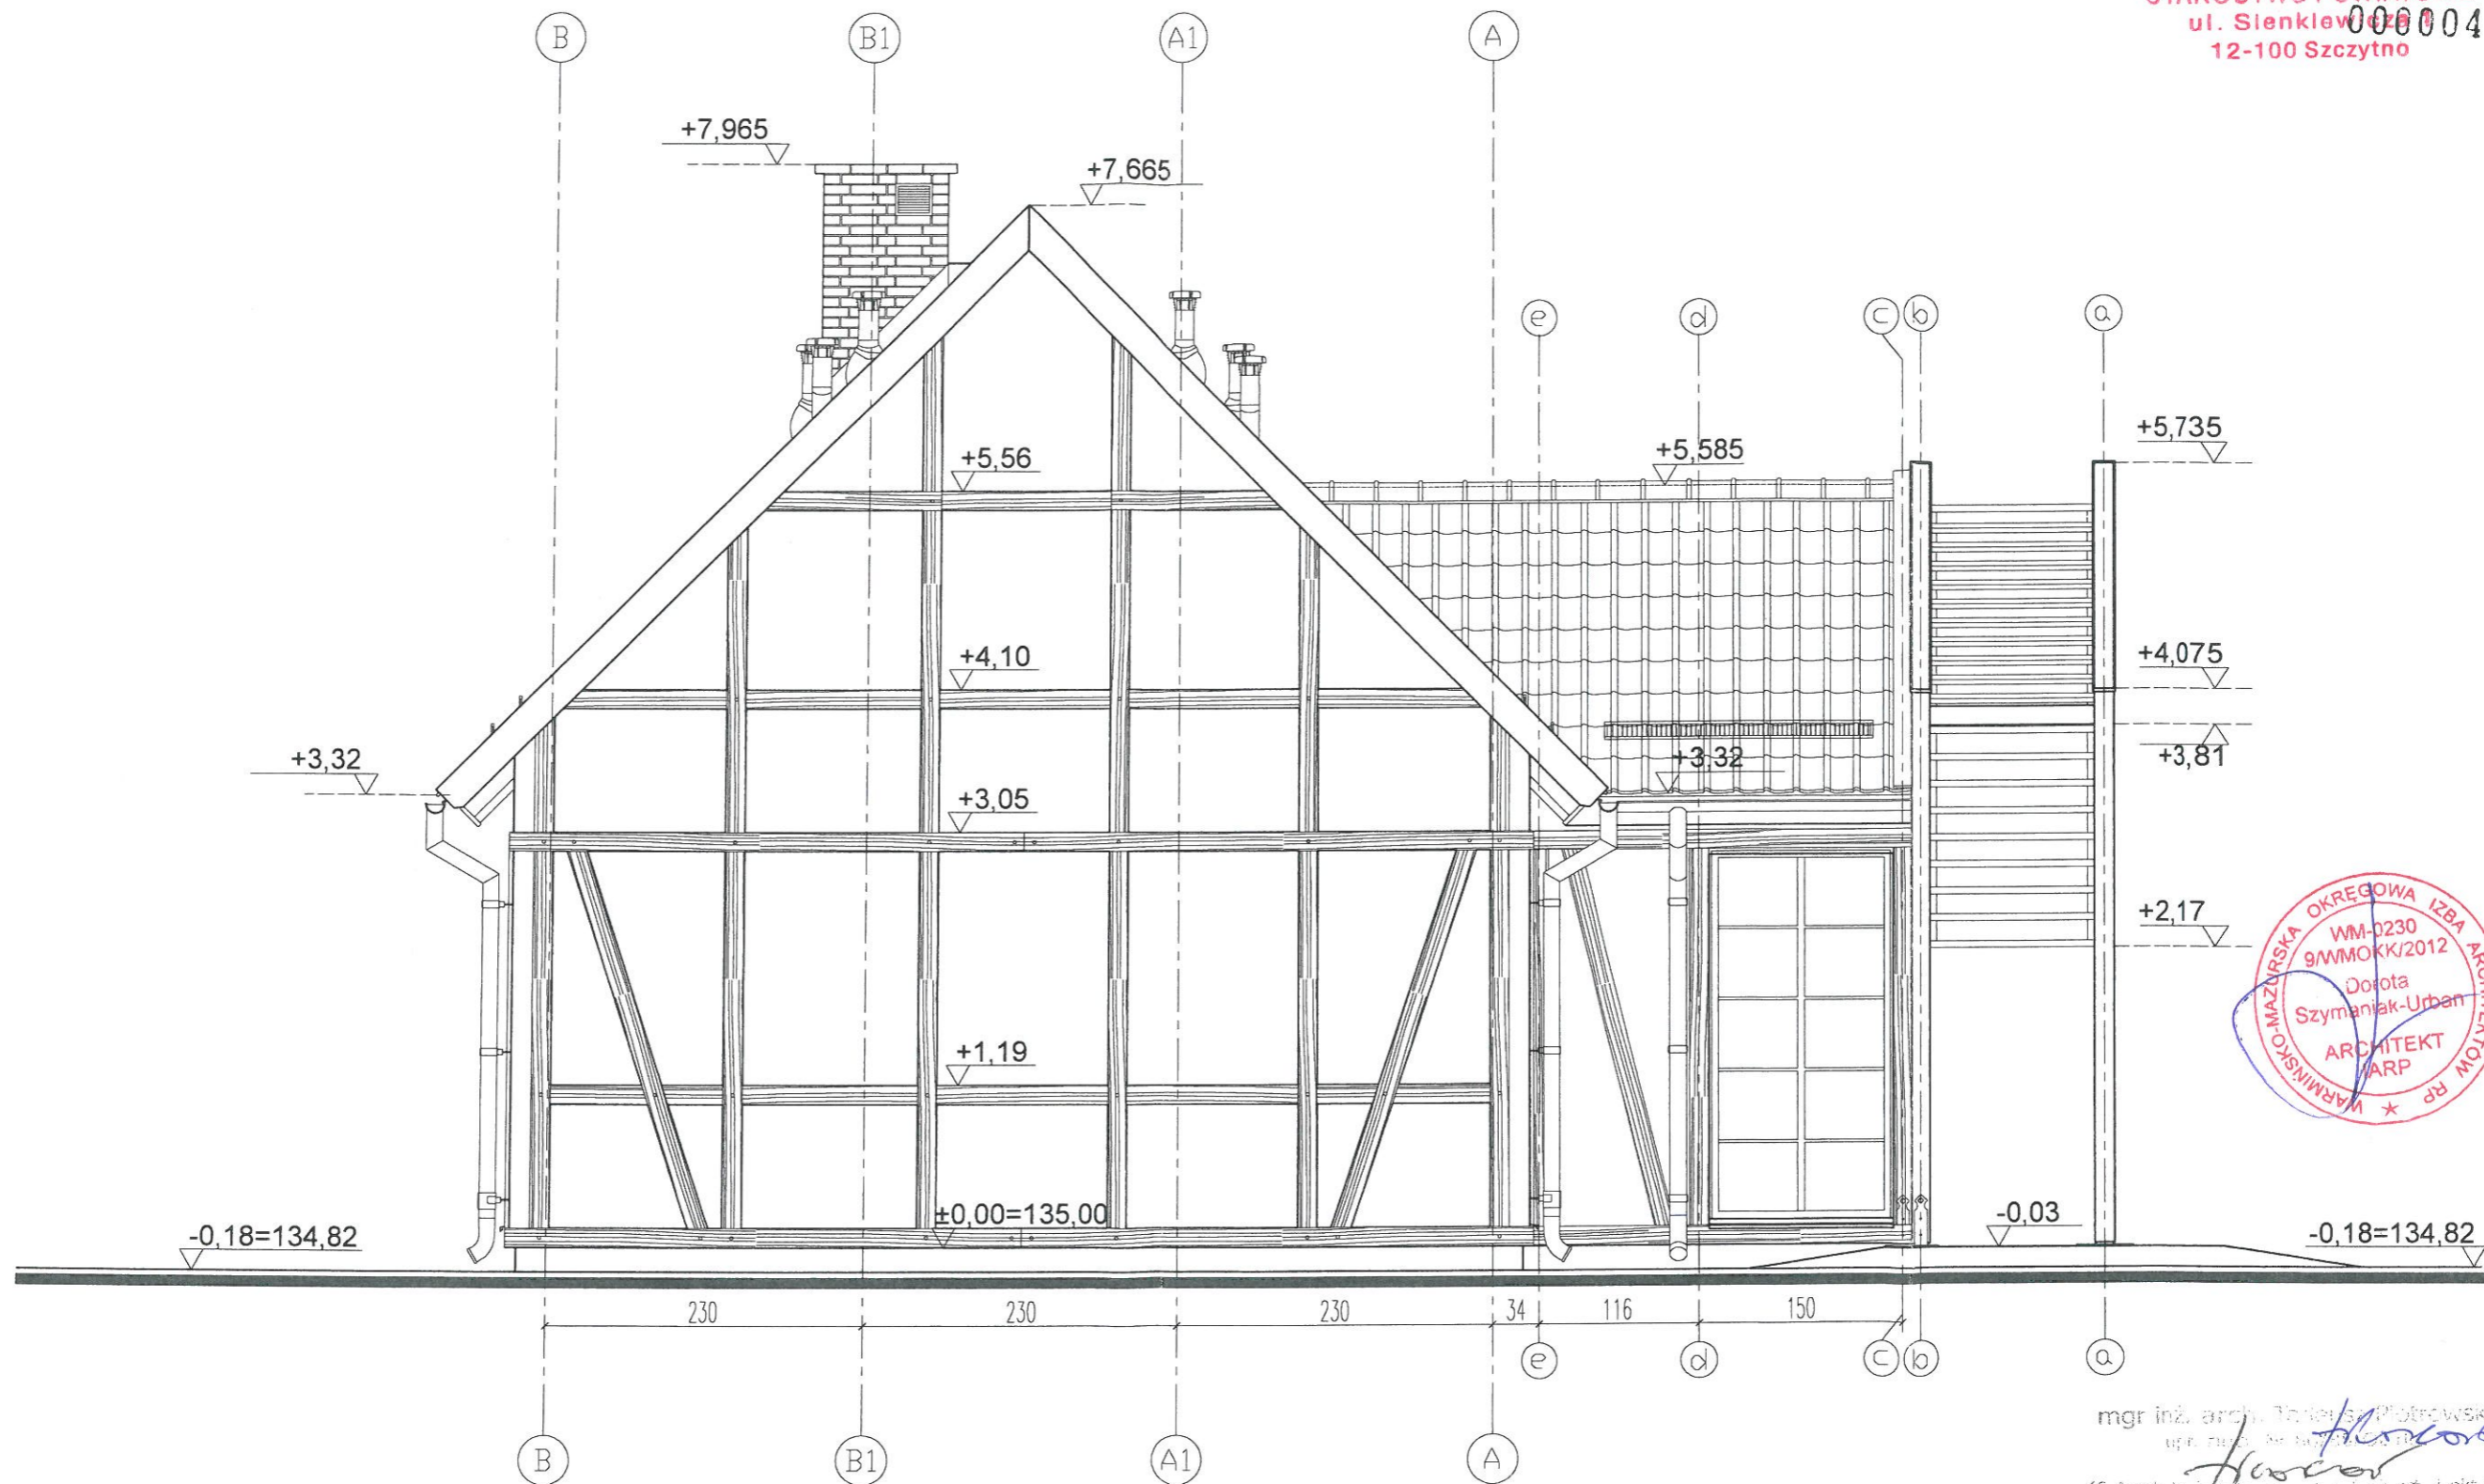 ul. Sienkiewicza 1
000004
12-100 Szczytno
B
B1
A1
A
+7,965
+7,665
e
d
c
b
a
+5,735
+5,56
+5,585
+4,10
+4,075
+3,81
+3,32
+3,32
+3,05
+2,17
+1,19
±0,00=135,00
-0,03
-0,18=134,82
-0,18=134,82
WARMIŃSKO-MAZURSKA OKRĘGOWA IZBA ARCHITEKTÓW RP
WM-0230
9/WMOKK/2012
Dorota
Szymaniak-Urban
ARCHITEKT
IARP
230
230
230
34
116
150
e
d
c
b
a
B
B1
A1
A
mgr inż. arch.